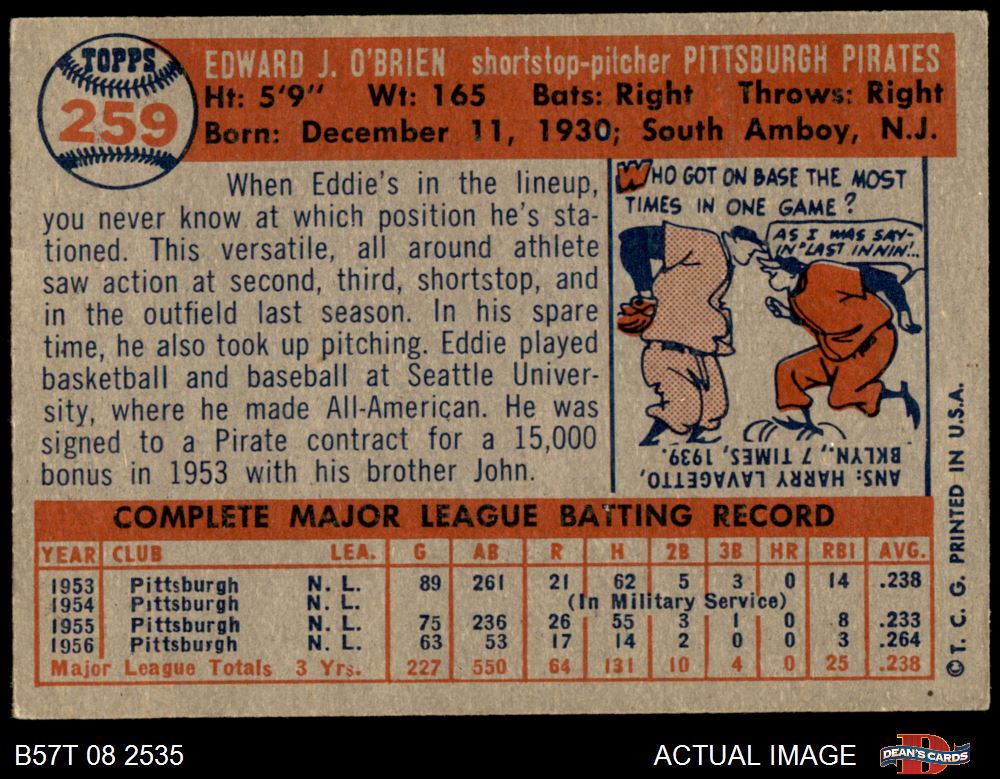 TOPPS
259
EDWARD J. O'BRIEN shortstop-pitcher PITTSBURGH PIRATES
Ht: 5'9" Wt: 165 Bats: Right Throws: Right
Born: December 11, 1930; South Amboy, N.J.
When Eddie's in the lineup,
you never know at which position he's sta-
tioned. This versatile, all around athlete
saw action at second, third, shortstop, and
in the outfield last season. In his spare
time, he also took up pitching. Eddie played
basketball and baseball at Seattle Univer-
sity, where he made All-American. He was
signed to a Pirate contract for a 15,000
bonus in 1953 with his brother John.
WHO GOT ON BASE THE MOST
TIMES IN ONE GAME?
AS I WAS SAY-
IN "LAST INNIN'...
ANS: HARRY LAVAGETTO,
BKLYN., 7 TIMES, 1939.
COMPLETE MAJOR LEAGUE BATTING RECORD
YEAR CLUB LEA. G AB R H 2B 3B HR RBI AVG.
1953 Pittsburgh N. L. 89 261 21 62 5 3 0 14 .238
1954 Pittsburgh N. L. (In Military Service)
1955 Pittsburgh N. L. 75 236 26 55 3 1 0 8 .233
1956 Pittsburgh N. L. 63 53 17 14 2 0 0 3 .264
Major League Totals 3 Yrs. 227 550 64 131 10 4 0 25 .238
©T. C. G. PRINTED IN U.S.A.
B57T 08 2535
ACTUAL IMAGE
DEAN'S CARDS